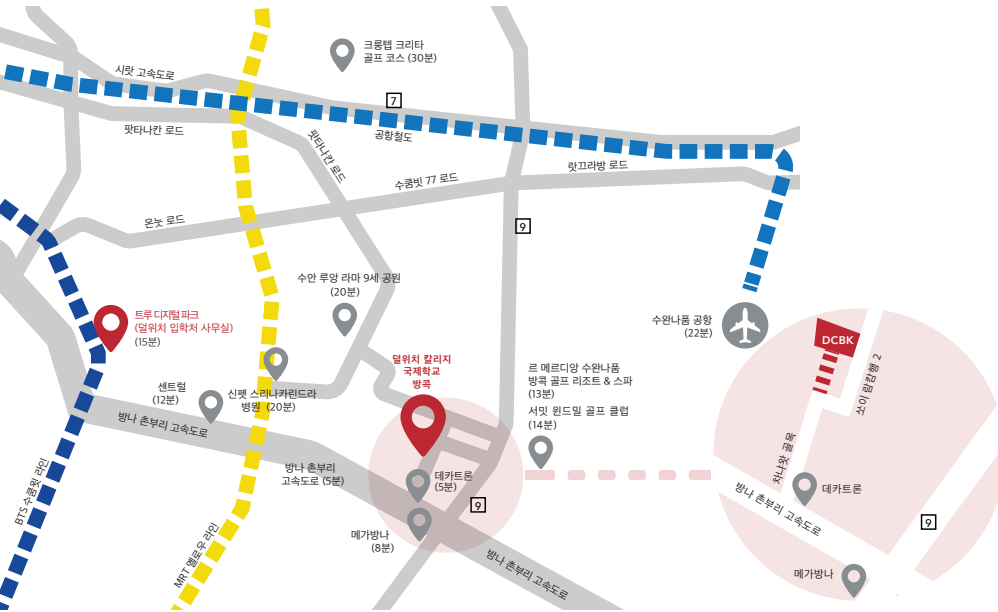 크룽텝 크리타
골프 코스 (30분)
시랏 고속도로
7
팟타나칸 로드
공항철도
팟타나칸 로드
수쿰빗 77 로드
랏끄라방 로드
온눗 로드
9
수안 루앙 라마 9세 공원
(20분)
트루 디지털 파크
(덜위치 입학처 사무실)
(15분)
수완나품 공항
(22분)
DCBK
쏘이 람캄행 2
덜위치 칼리지
국제학교
방콕
르 메르디앙 수완나품
방콕 골프 리조트 & 스파
(13분)
서밋 윈드밀 골프 클럽
(14분)
센트럴
(12분)
신펫 스리나카린드라
병원 (20분)
방나 촌부리 고속도로
방나 촌부리
고속도로 (5분)
데카트론
(5분)
9
메가방나
(8분)
BTS 수쿰윗 라인
MRT 옐로우 라인
방나 촌부리 고속도로
차나왓 골목
데카트론
방나 촌부리 고속도로
9
메가방나